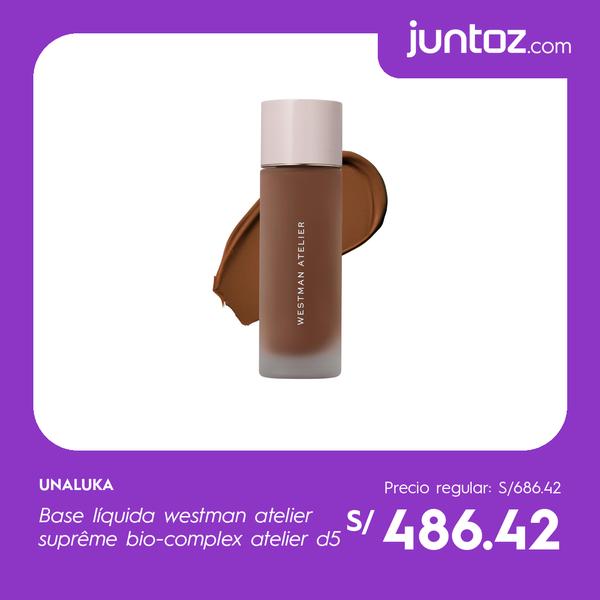 juntoz.com
WESTMAN ATELIER
UNALUKA
Base líquida westman atelier
suprême bio-complex atelier d5
Precio regular: S/686.42
S/ 486.42